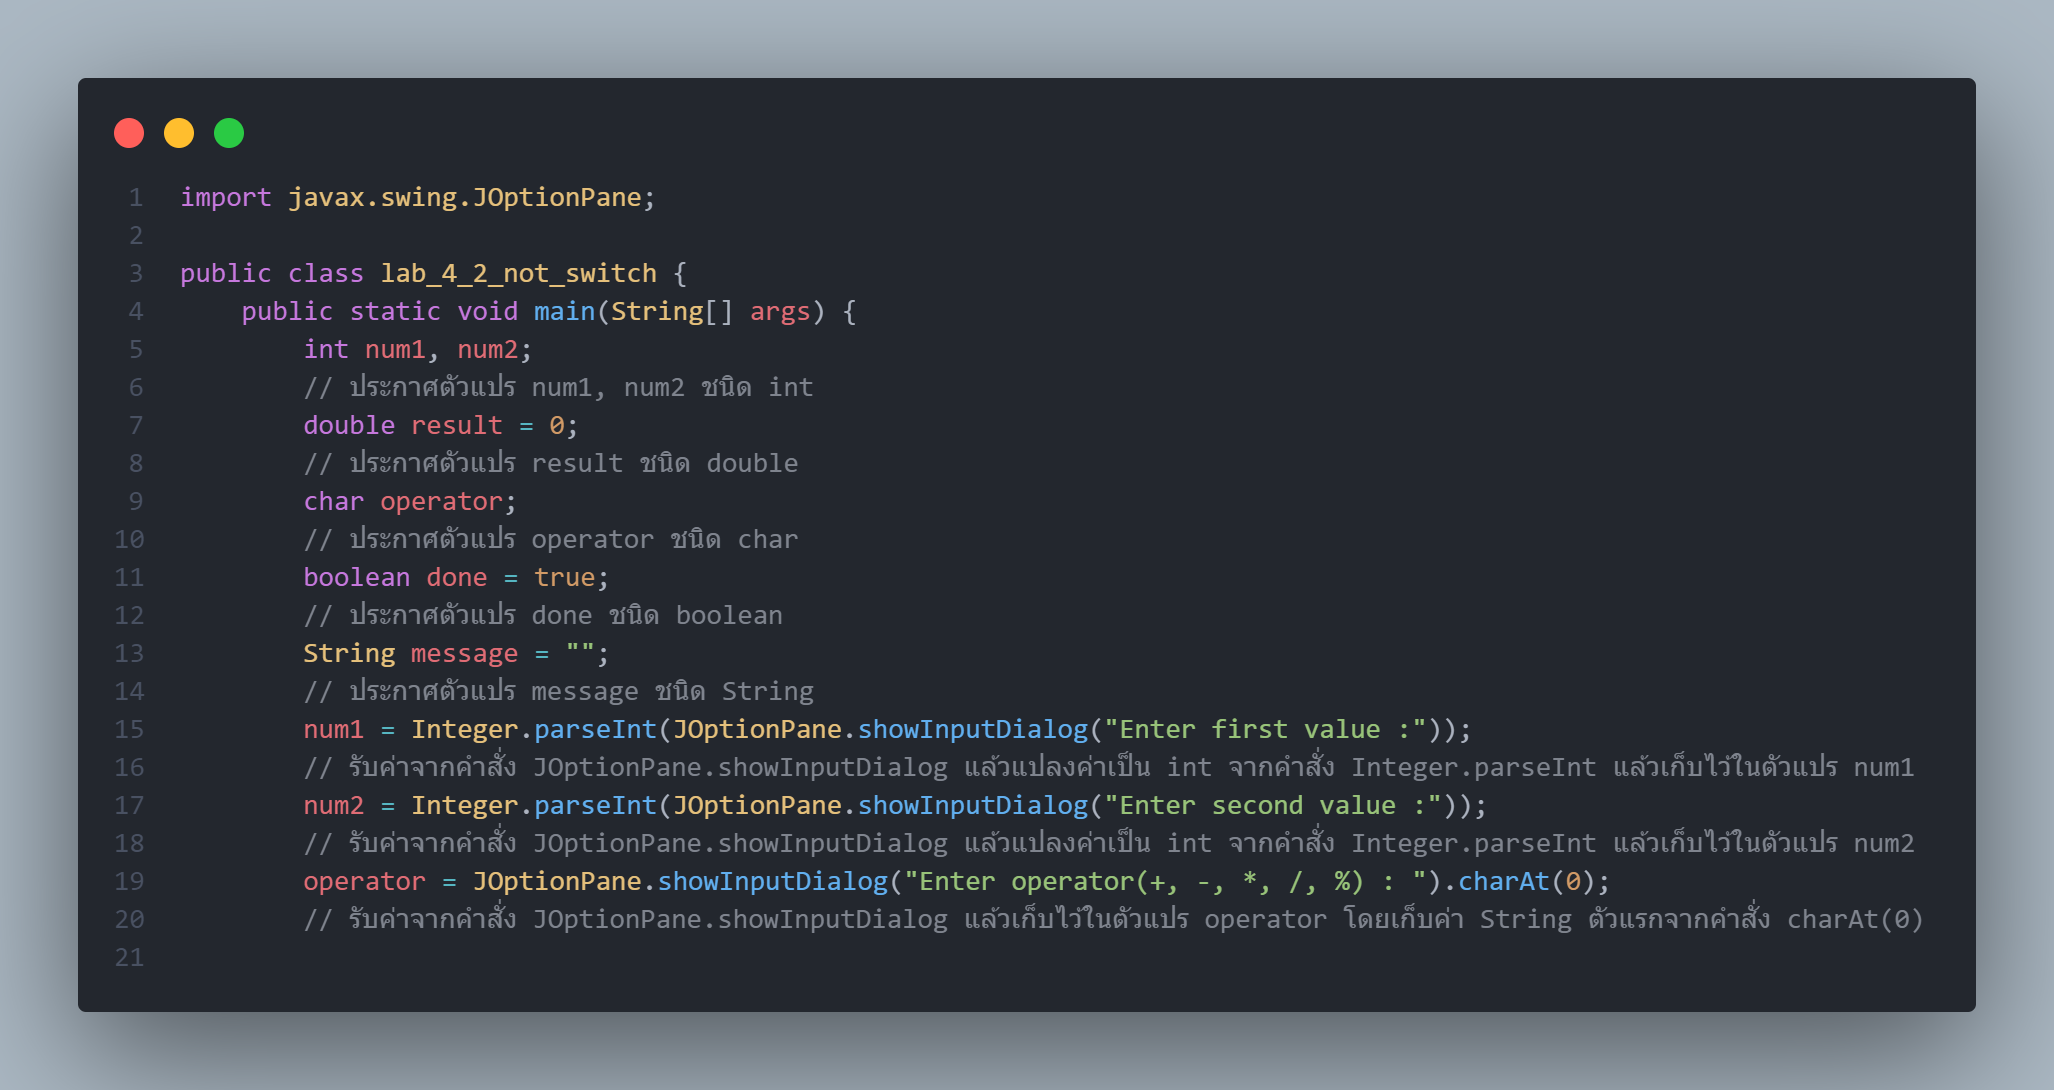 1 import javax.swing.JOptionPane;
2
3 public class lab_4_2_not_switch {
4     public static void main(String[] args) {
5         int num1, num2;
6         // ประกาศตัวแปร num1, num2 ชนิด int
7         double result = 0;
8         // ประกาศตัวแปร result ชนิด double
9         char operator;
10         // ประกาศตัวแปร operator ชนิด char
11         boolean done = true;
12         // ประกาศตัวแปร done ชนิด boolean
13         String message = "";
14         // ประกาศตัวแปร message ชนิด String
15         num1 = Integer.parseInt(JOptionPane.showInputDialog("Enter first value :"));
16         // รับค่าจากคำสั่ง JOptionPane.showInputDialog แล้วแปลงค่าเป็น int จากคำสั่ง Integer.parseInt แล้วเก็บไว้ในตัวแปร num1
17         num2 = Integer.parseInt(JOptionPane.showInputDialog("Enter second value :"));
18         // รับค่าจากคำสั่ง JOptionPane.showInputDialog แล้วแปลงค่าเป็น int จากคำสั่ง Integer.parseInt แล้วเก็บไว้ในตัวแปร num2
19         operator = JOptionPane.showInputDialog("Enter operator(+, -, *, /, %) : ").charAt(0);
20         // รับค่าจากคำสั่ง JOptionPane.showInputDialog แล้วเก็บไว้ในตัวแปร operator โดยเก็บค่า String ตัวแรกจากคำสั่ง charAt(0)
21